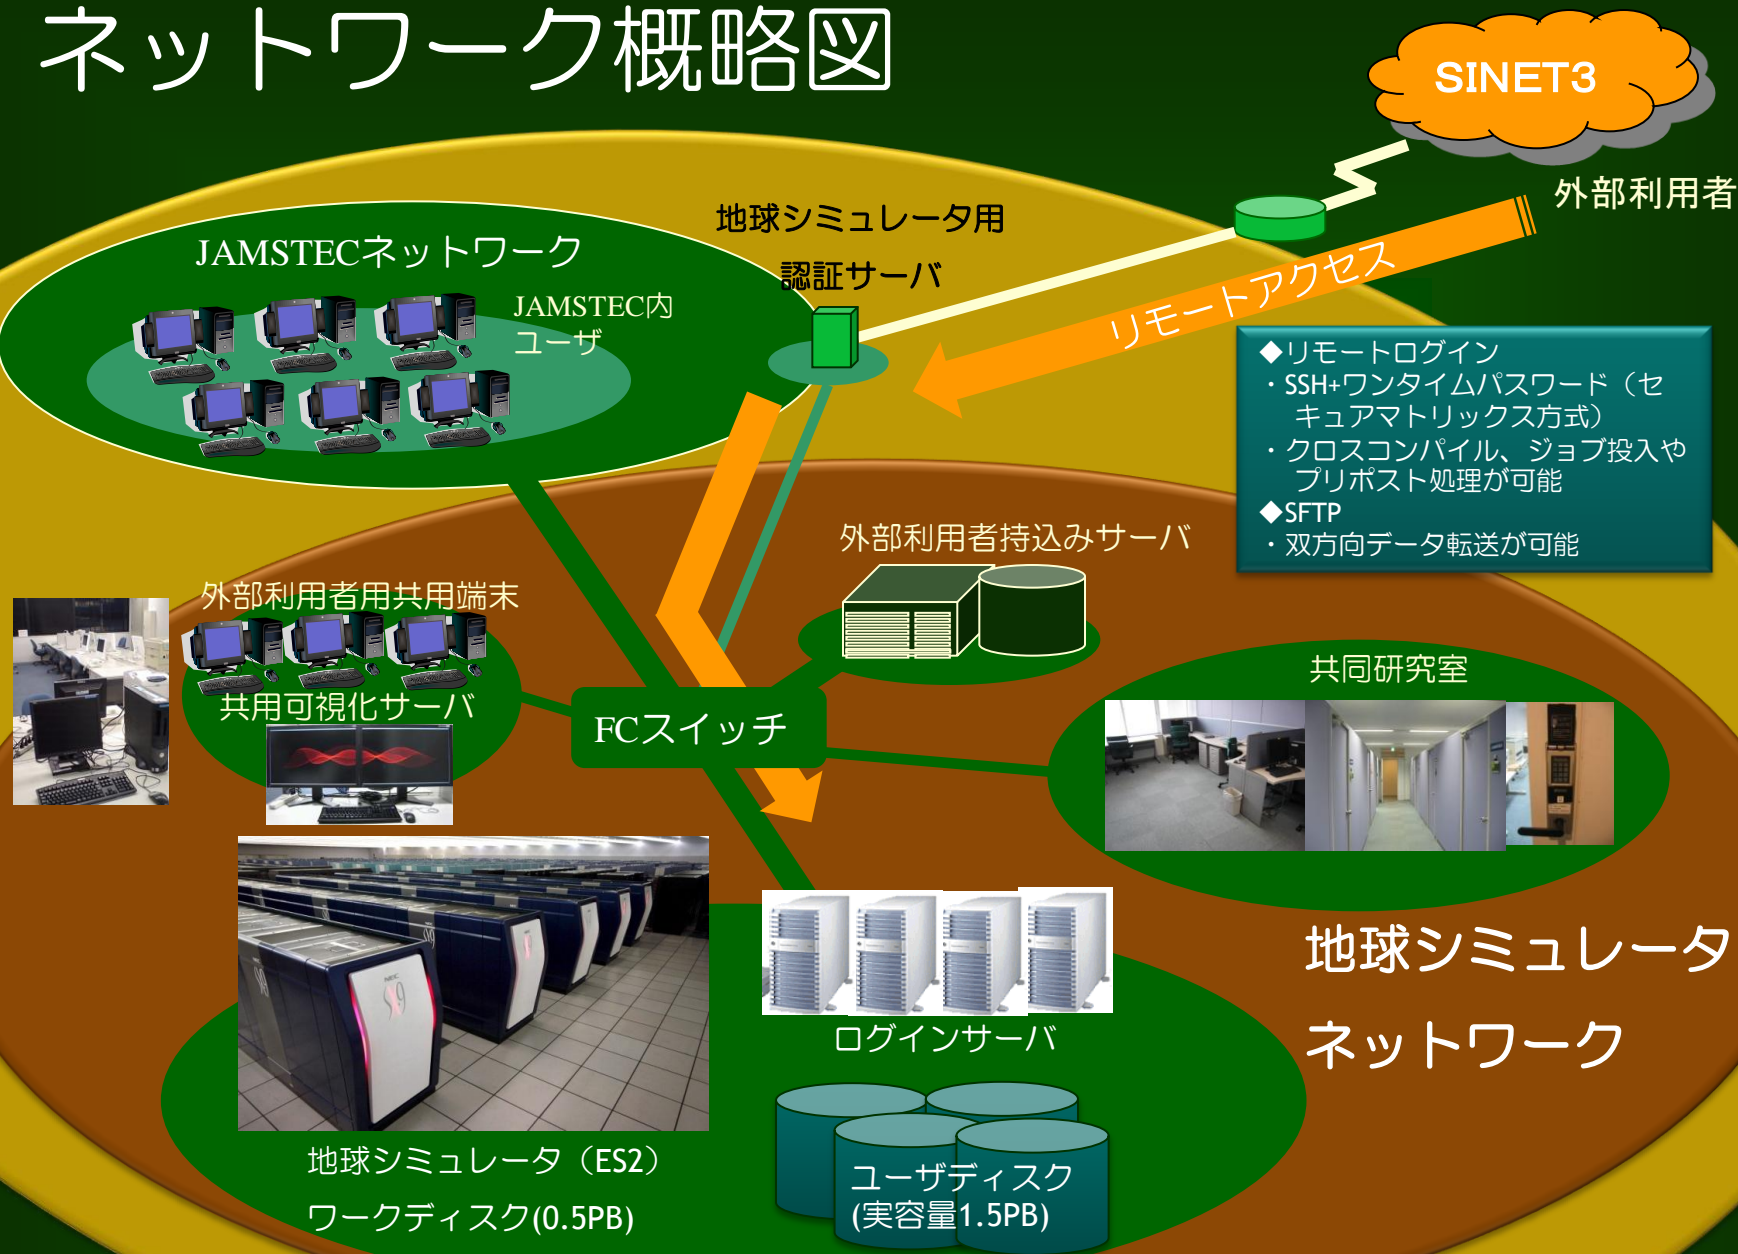 ネットワーク概略図
SINET3
外部利用者
地球シミュレータ用
認証サーバ
JAMSTECネットワーク
JAMSTEC内
ユーザ
リモートアクセス
◆リモートログイン
・SSH+ワンタイムパスワード（セ
キュアマトリックス方式）
・クロスコンパイル、ジョブ投入や
プリポスト処理が可能
◆SFTP
・双方向データ転送が可能
外部利用者持込みサーバ
外部利用者用共用端末
共用可視化サーバ
FCスイッチ
共同研究室
地球シミュレータ
ネットワーク
NEC
SX9
ログインサーバ
地球シミュレータ（ES2）
ワークディスク(0.5PB)
ユーザディスク
(実容量1.5PB)